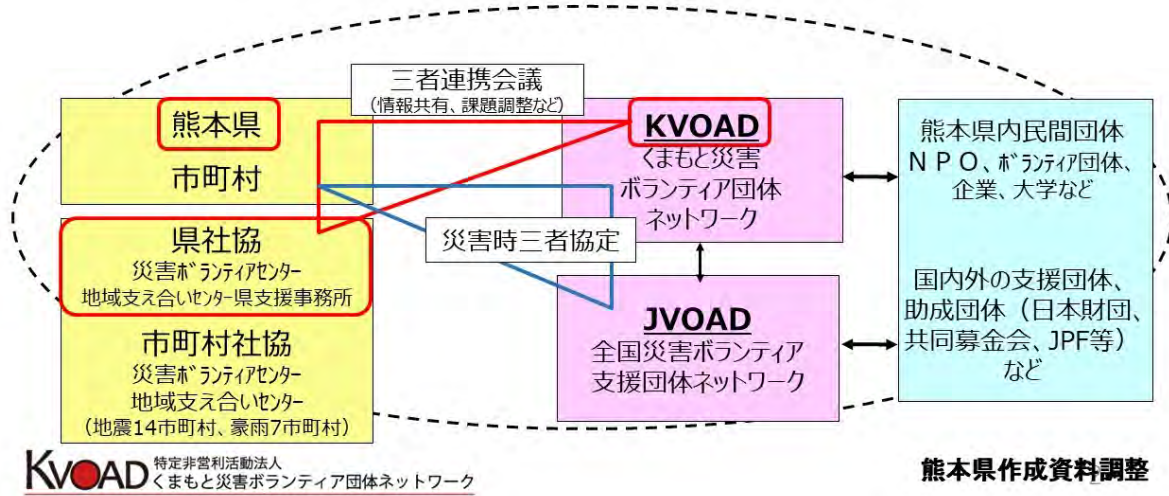 三者連携会議
(情報共有、課題調整など)
熊本県
市町村
県社協
災害ﾎﾞﾗﾝﾃｨｱｾﾝﾀｰ
地域支え合いｾﾝﾀｰ県支援事務所
市町村社協
災害ﾎﾞﾗﾝﾃｨｱｾﾝﾀｰ
地域支え合いｾﾝﾀｰ
(地震14市町村、豪雨7市町村)
災害時三者協定
KVOAD
くまもと災害
ボランティア団体
ネットワーク
JVOAD
全国災害ボランティア
支援団体ネットワーク
熊本県内民間団体
ＮＰＯ、ﾎﾞﾗﾝﾃｨｱ団体、
企業、大学など
国内外の支援団体、
助成団体（日本財団、
共同募金会、JPF等）
など
KVOAD 特定非営利活動法人
くまもと災害ボランティア団体ネットワーク
熊本県作成資料調整